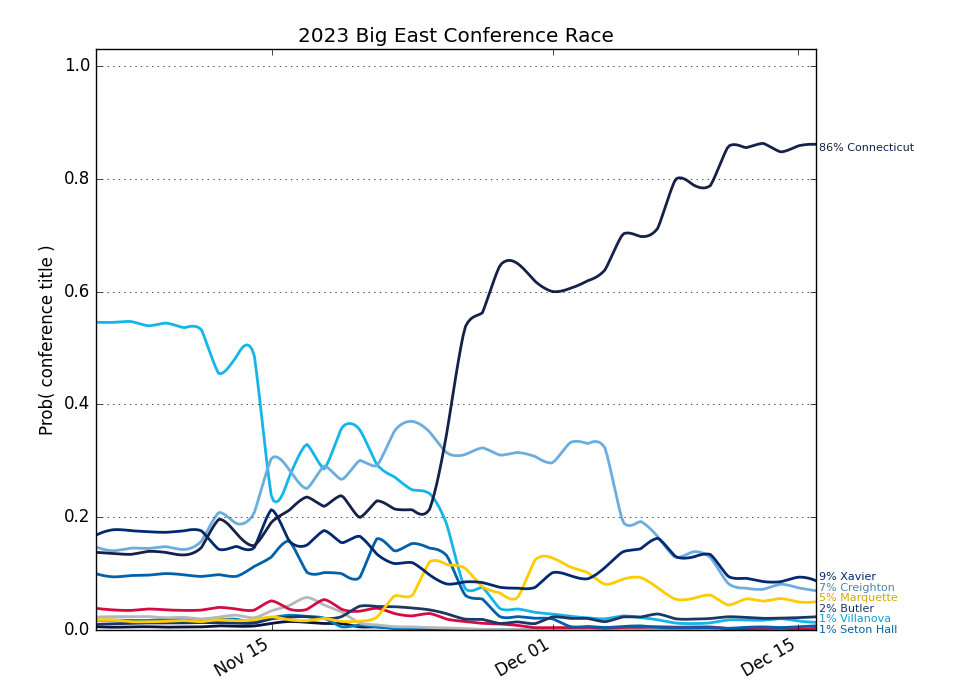 2023 Big East Conference Race
Prob( conference title )
1.0
0.8
0.6
0.4
0.2
0.0
Nov 15
Dec 01
Dec 15
86% Connecticut
9% Xavier
7% Creighton
5% Marquette
2% Butler
1% Villanova
1% Seton Hall